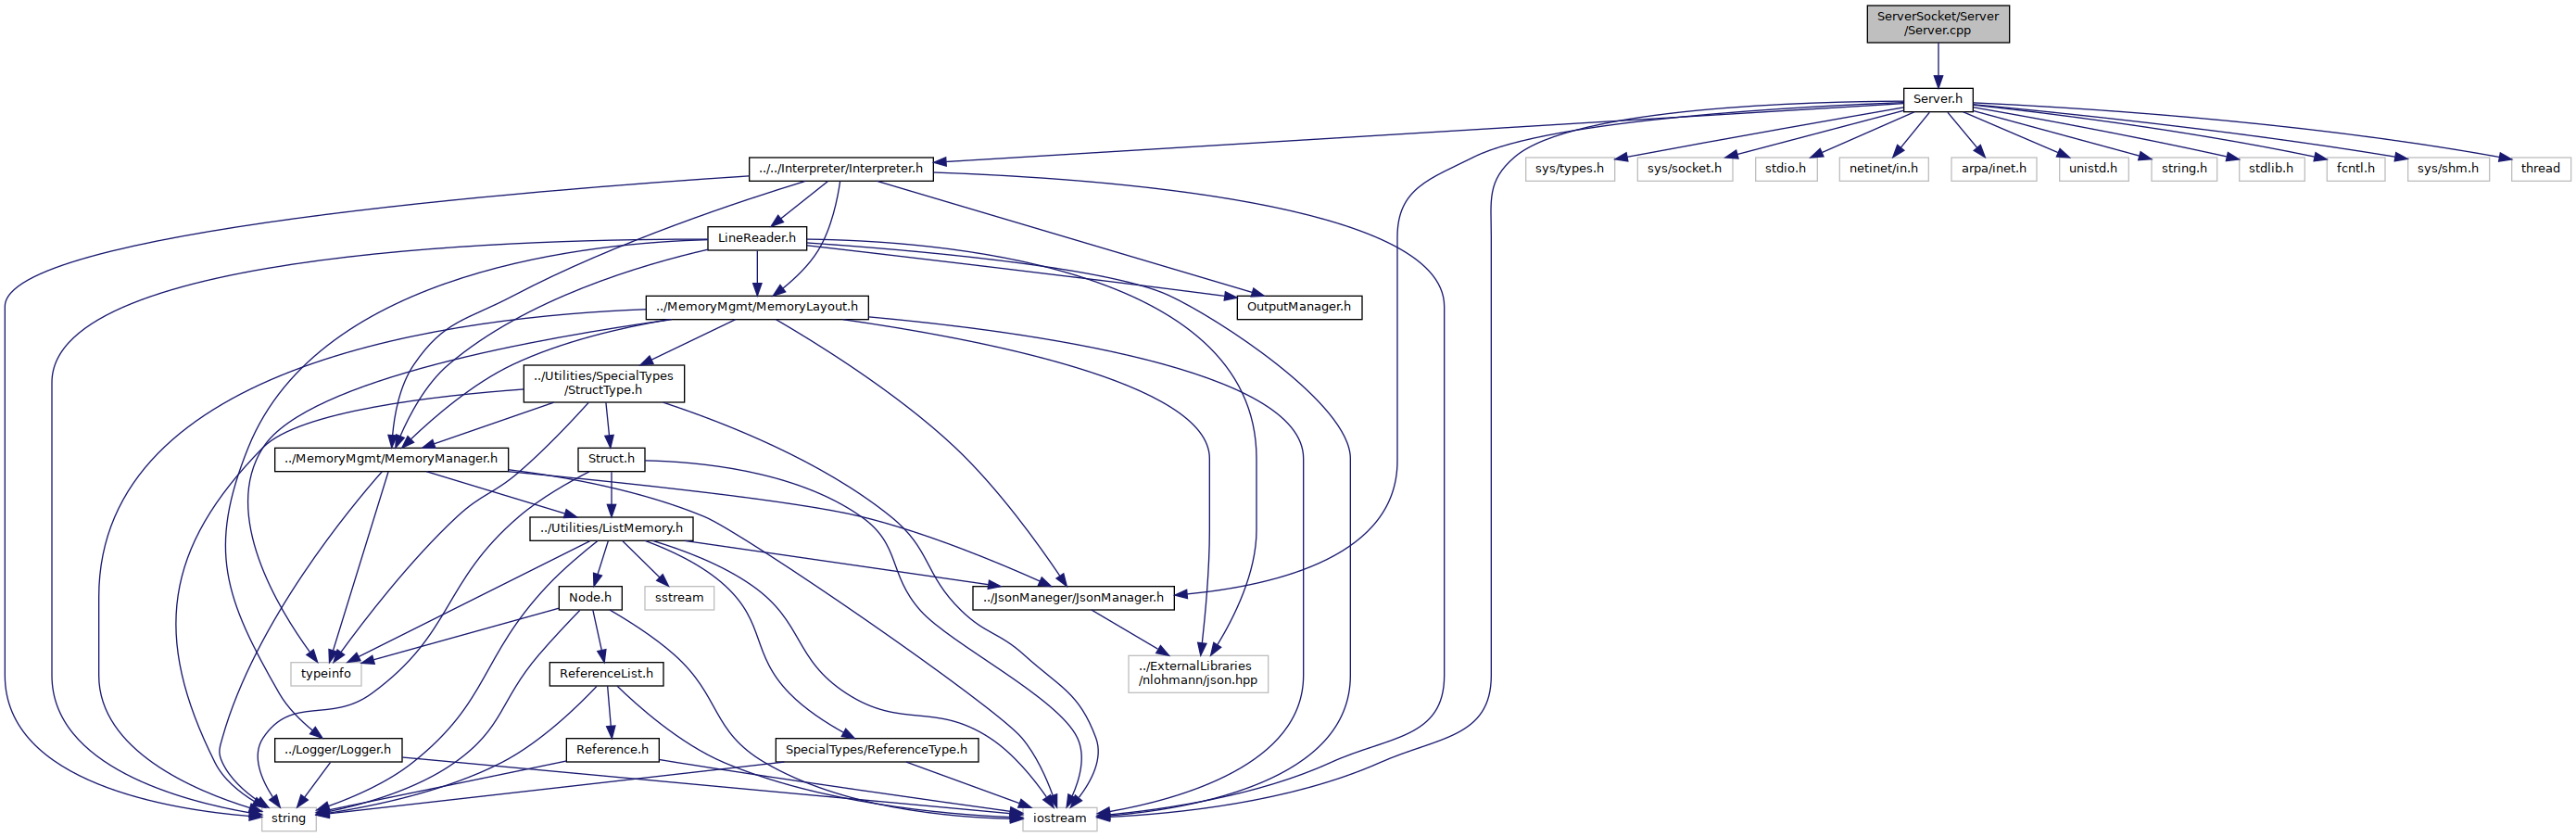 ServerSocket/Server
/Server.cpp
Server.h
../../Interpreter/Interpreter.h
sys/types.h
sys/socket.h
stdio.h
netinet/in.h
arpa/inet.h
unistd.h
string.h
stdlib.h
fcntl.h
sys/shm.h
thread
LineReader.h
../MemoryMgmt/MemoryLayout.h
OutputManager.h
../Utilities/SpecialTypes
/StructType.h
../MemoryMgmt/MemoryManager.h
Struct.h
../Utilities/ListMemory.h
Node.h
sstream
../JsonManeger/JsonManager.h
typeinfo
ReferenceList.h
../ExternalLibraries
/nlohmann/json.hpp
../Logger/Logger.h
Reference.h
SpecialTypes/ReferenceType.h
string
iostream